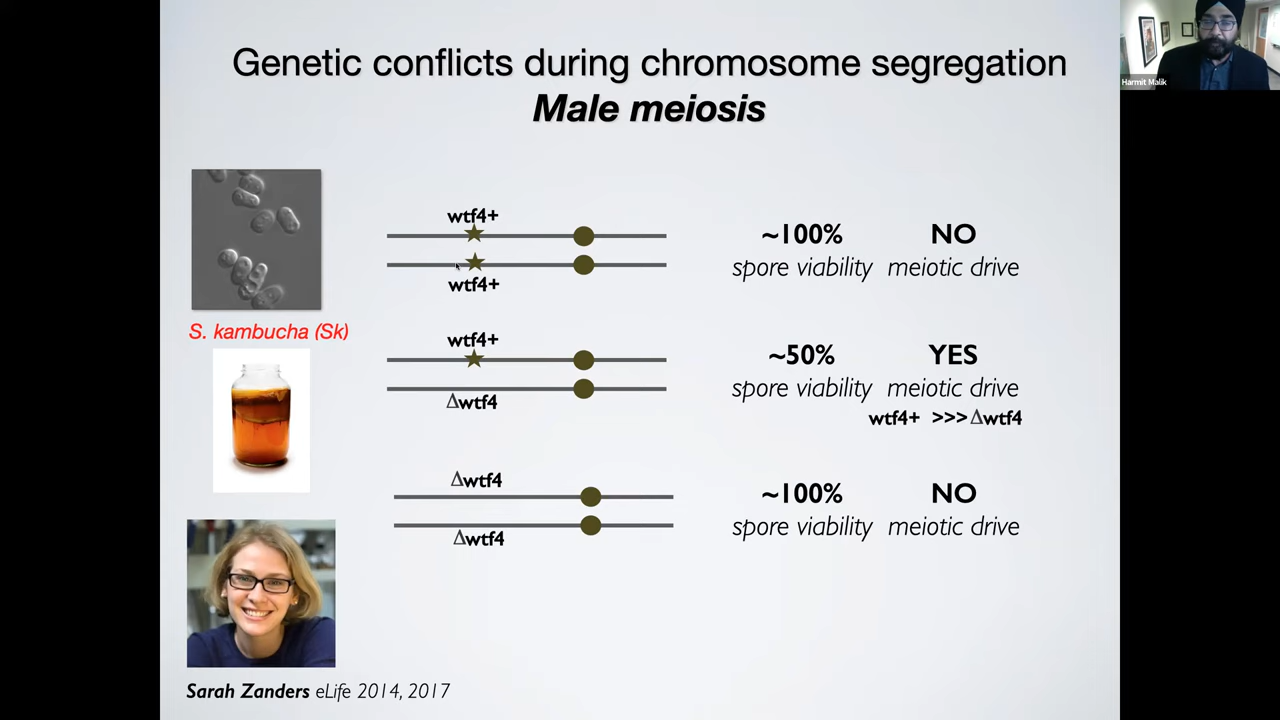 Genetic conflicts during chromosome segregation
Male meiosis
Harmit Malik
wtf4+
wtf4+
~100% NO
spore viability meiotic drive
S. kambucha (Sk)
wtf4+
Δwtf4
~50% YES
spore viability meiotic drive
wtf4+ >>> Δwtf4
Δwtf4
Δwtf4
~100% NO
spore viability meiotic drive
Sarah Zanders eLife 2014, 2017